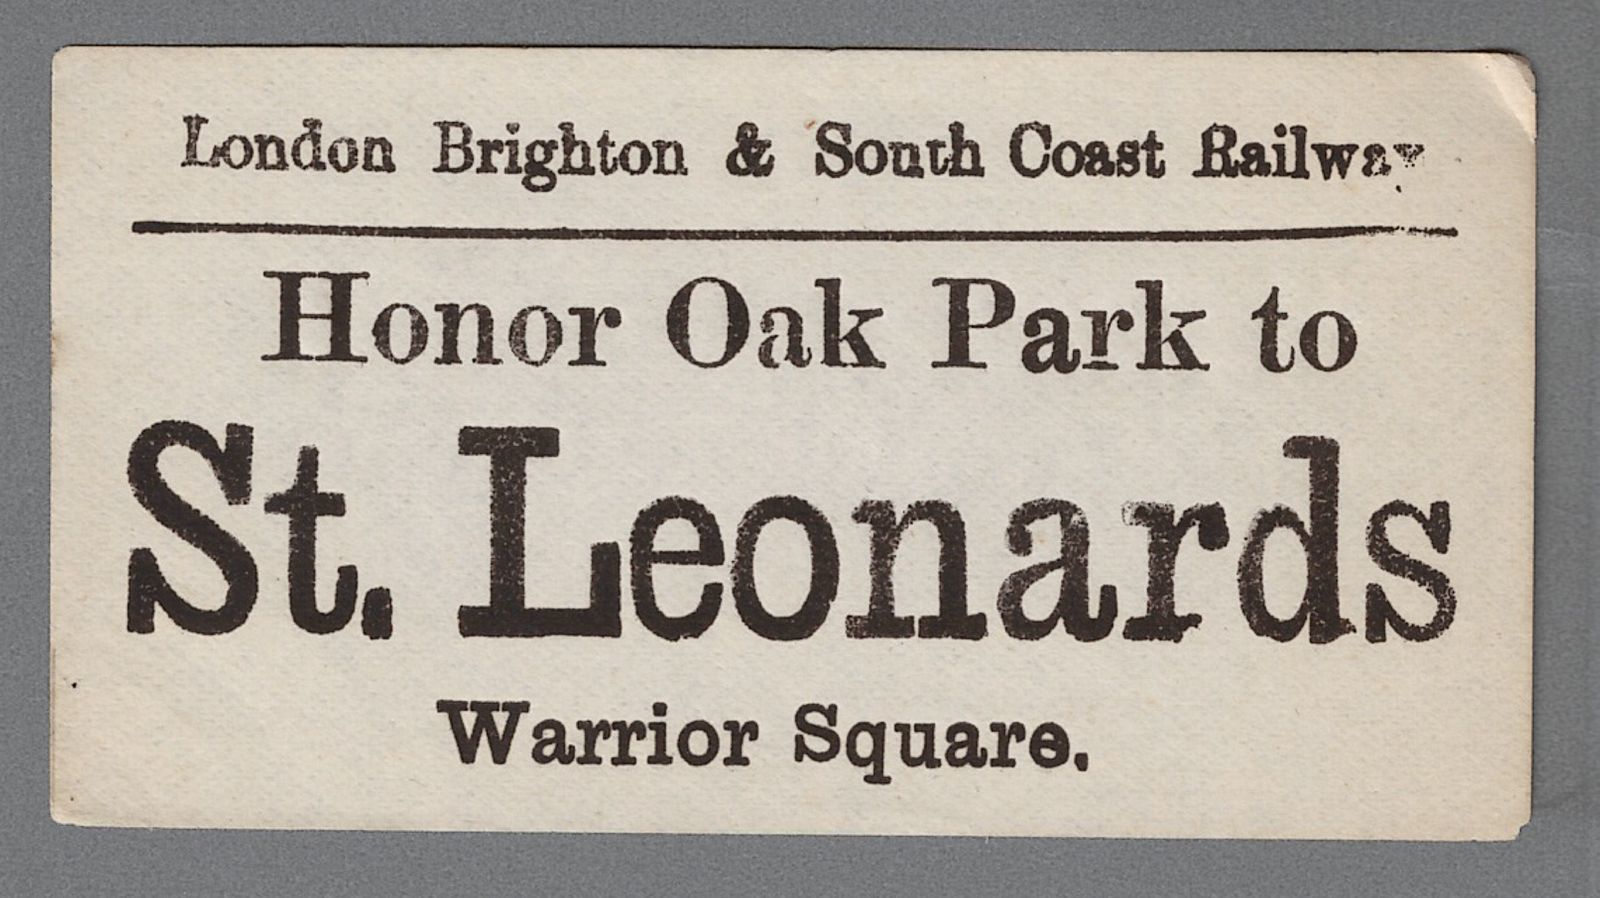 London Brighton & South Coast Railway
Honor Oak Park to
St. Leonards
Warrior Square.